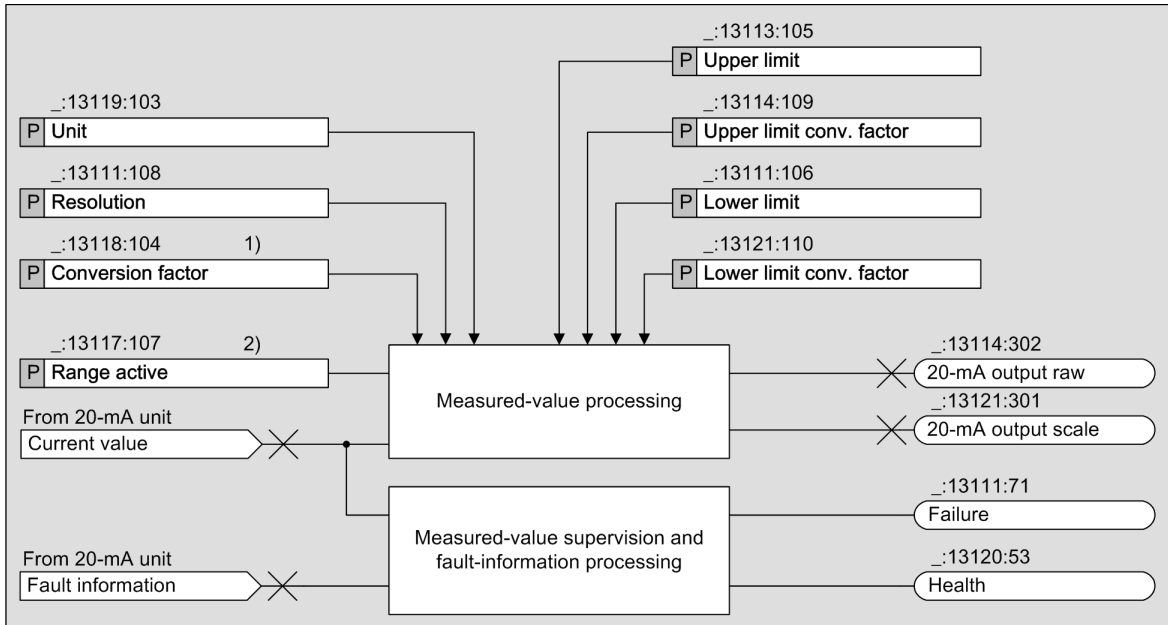 _:13113:105
P Upper limit
_:13119:103
P Unit
_:13114:109
P Upper limit conv. factor
_:13111:108
P Resolution
_:13111:106
P Lower limit
_:13118:104 1)
P Conversion factor
_:13121:110
P Lower limit conv. factor
_:13117:107 2)
P Range active
Measured-value processing
_:13114:302
20-mA output raw
From 20-mA unit
Current value
_:13121:301
20-mA output scale
Measured-value supervision and
fault-information processing
_:13111:71
Failure
From 20-mA unit
Fault information
_:13120:53
Health